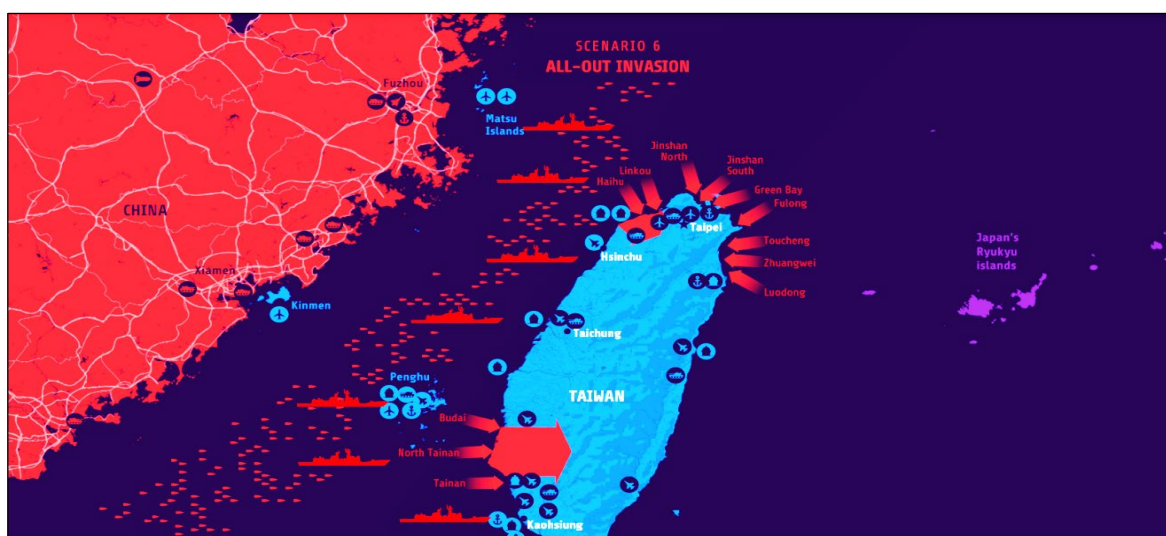 SCENARIO 6
ALL-OUT INVASION
Fuzhou
Matsu
Islands
Jinshan
North
Jinshan
South
Linkou
Haihu
Green Bay
Fulong
CHINA
Taipei
Hsinchu
Toucheng
Zhuangwei
Luodong
Japan's
Ryukyu
islands
Xiamen
Kinmen
Taichung
Penghu
TAIWAN
Budai
North Tainan
Tainan
Kaohsiung